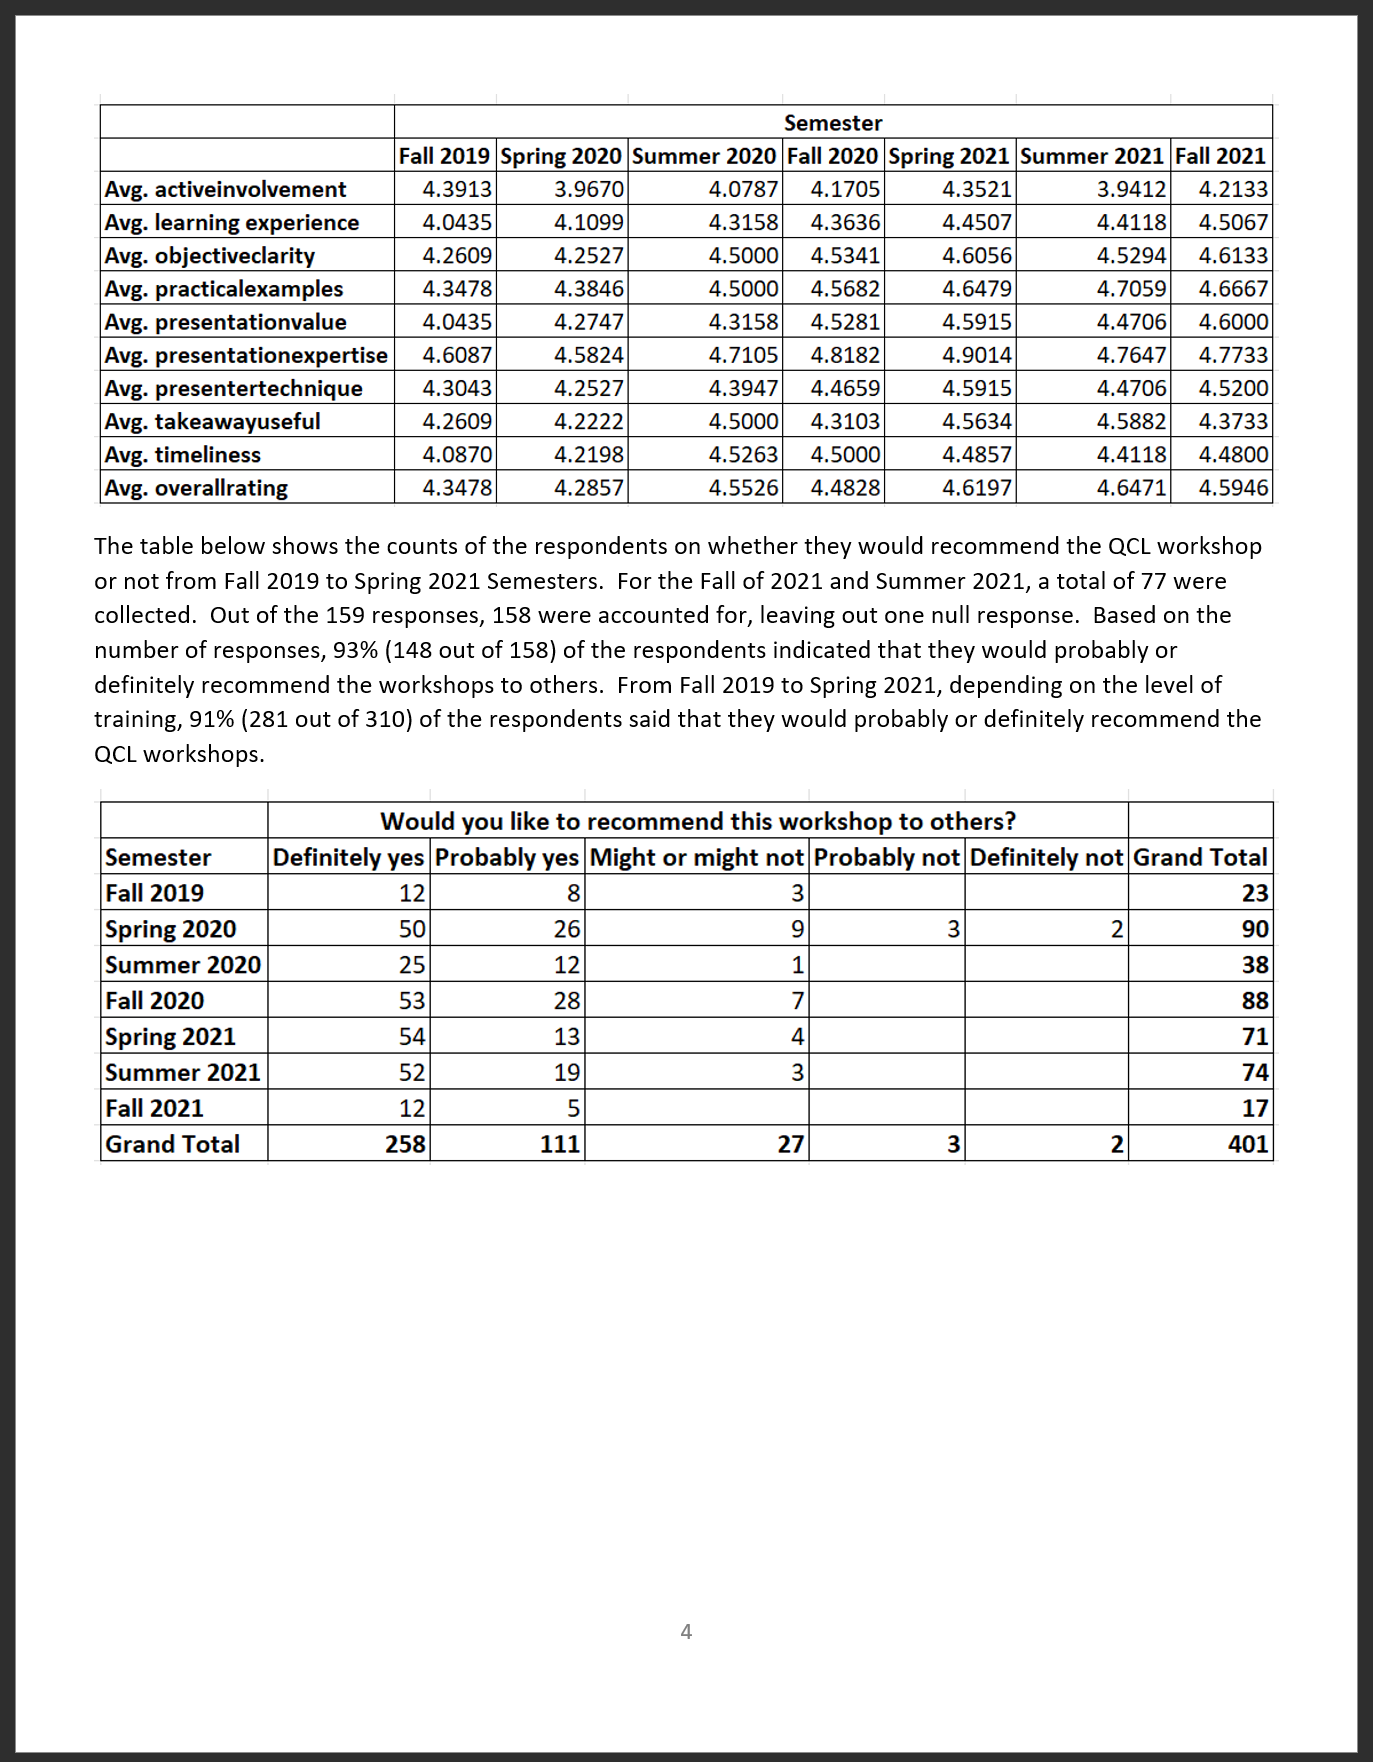 Semester
Fall 2019 Spring 2020 Summer 2020 Fall 2020 Spring 2021 Summer 2021 Fall 2021
Avg. activeinvolvement 4.3913 3.9670 4.0787 4.1705 4.3521 3.9412 4.2133
Avg. learning experience 4.0435 4.1099 4.3158 4.3636 4.4507 4.4118 4.5067
Avg. objectiveclarity 4.2609 4.2527 4.5000 4.5341 4.6056 4.5294 4.6133
Avg. practicalexamples 4.3478 4.3846 4.5000 4.5682 4.6479 4.7059 4.6667
Avg. presentationvalue 4.0435 4.2747 4.3158 4.5281 4.5915 4.4706 4.6000
Avg. presentationexpertise 4.6087 4.5824 4.7105 4.8182 4.9014 4.7647 4.7733
Avg. presentertechnique 4.3043 4.2527 4.3947 4.4659 4.5915 4.4706 4.5200
Avg. takeawayuseful 4.2609 4.2222 4.5000 4.3103 4.5634 4.5882 4.3733
Avg. timeliness 4.0870 4.2198 4.5263 4.5000 4.4857 4.4118 4.4800
Avg. overallrating 4.3478 4.2857 4.5526 4.4828 4.6197 4.6471 4.5946
The table below shows the counts of the respondents on whether they would recommend the QCL workshop
or not from Fall 2019 to Spring 2021 Semesters.  For the Fall of 2021 and Summer 2021, a total of 77 were
collected.  Out of the 159 responses, 158 were accounted for, leaving out one null response.  Based on the
number of responses, 93% (148 out of 158) of the respondents indicated that they would probably or
definitely recommend the workshops to others.  From Fall 2019 to Spring 2021, depending on the level of
training, 91% (281 out of 310) of the respondents said that they would probably or definitely recommend the
QCL workshops.
Would you like to recommend this workshop to others?
Semester Definitely yes Probably yes Might or might not Probably not Definitely not Grand Total
Fall 2019 12 8 3 23
Spring 2020 50 26 9 3 2 90
Summer 2020 25 12 1 38
Fall 2020 53 28 7 88
Spring 2021 54 13 4 71
Summer 2021 52 19 3 74
Fall 2021 12 5 17
Grand Total 258 111 27 3 2 401
4